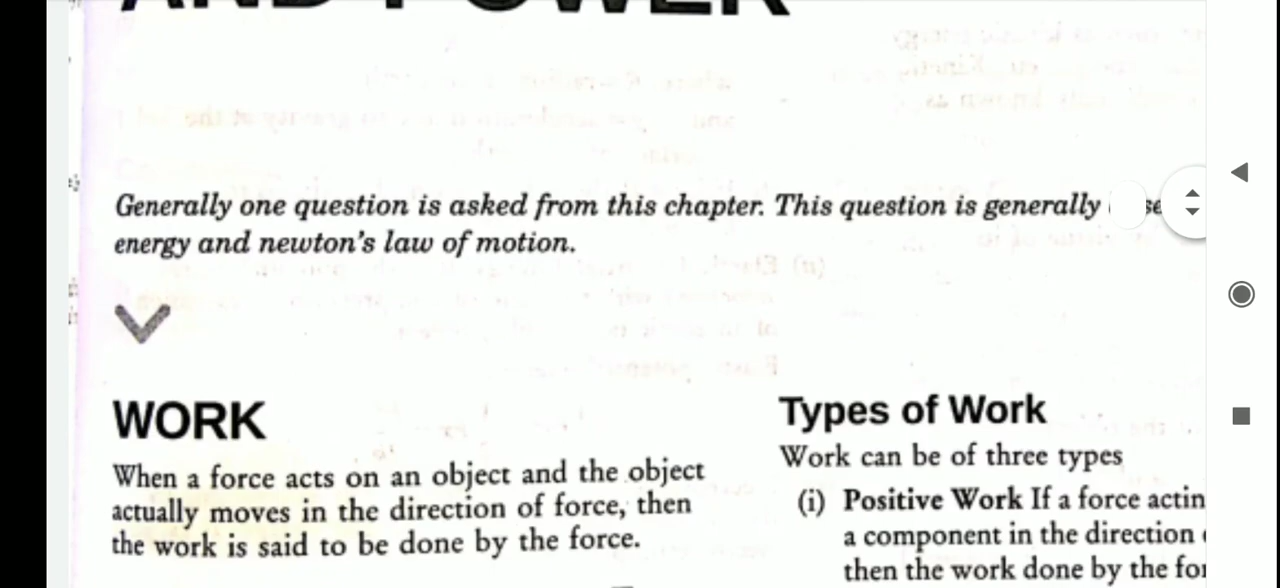 AND POWER
Generally one question is asked from this chapter. This question is generally
energy and newton's law of motion.
WORK
When a force acts on an object and the object
actually moves in the direction of force, then
the work is said to be done by the force.
Types of Work
Work can be of three types
(i) Positive Work If a force
a component in the direction
then the work done by the